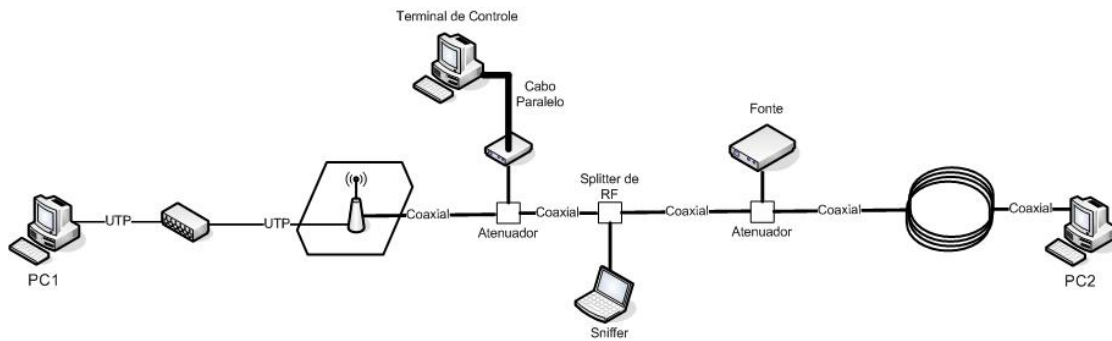 Terminal de Controle
Cabo
Paralelo
Fonte
Splitter de
RF
UTP
UTP
Coaxial
Coaxial
Coaxial
Coaxial
Coaxial
Atenuador
Atenuador
PC1
PC2
Sniffer